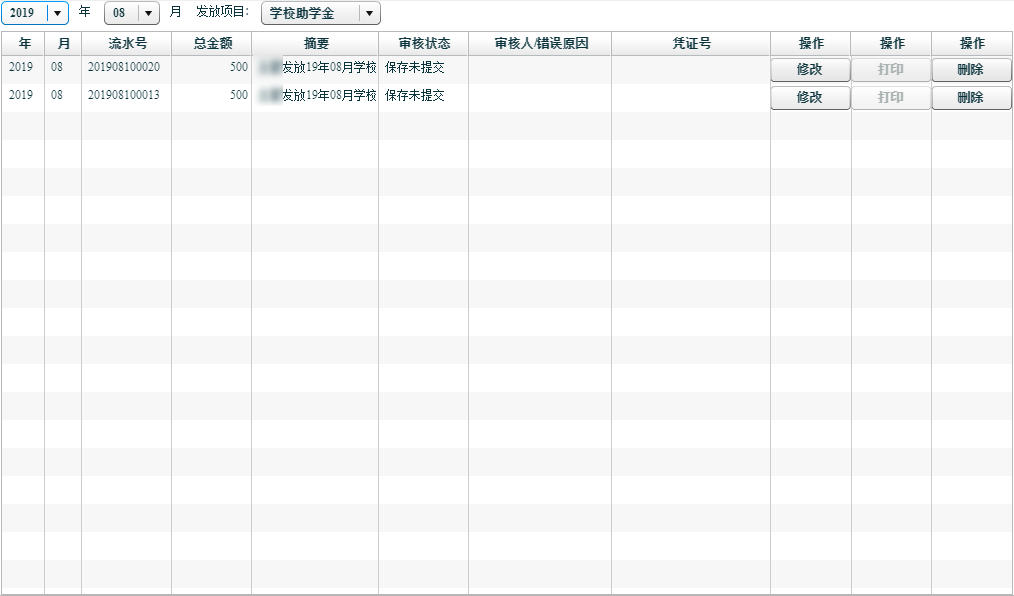 2019 年 08 月 发放项目: 学校助学金
年 月 流水号 总金额 摘要 审核状态 审核人/错误原因 凭证号 操作 操作 操作
2019 08 201908100020 500 发放19年08月学校 保存未提交 修改 打印 删除
2019 08 201908100013 500 发放19年08月学校 保存未提交 修改 打印 删除